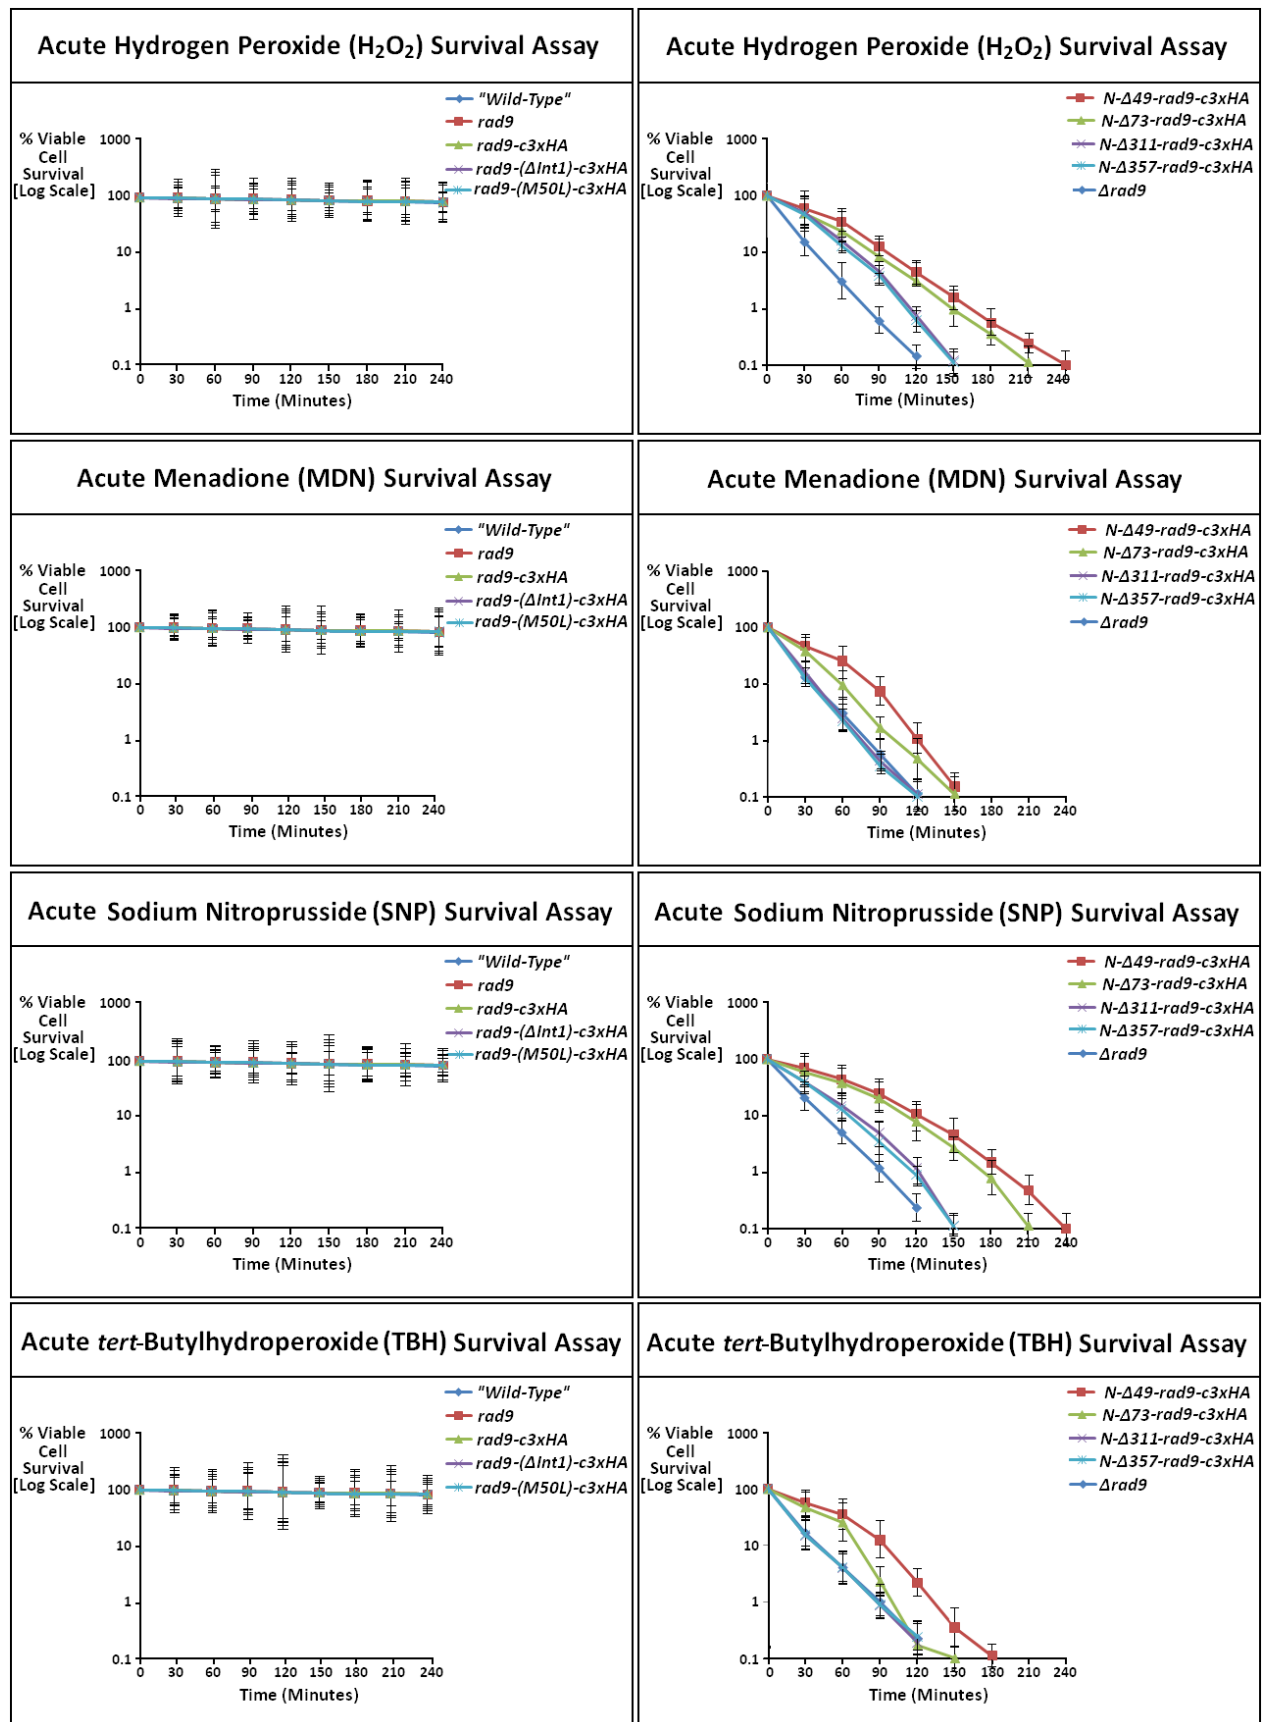 Acute Hydrogen Peroxide (H₂O₂) Survival Assay
% Viable
Cell
Survival
[Log Scale]
1000
100
10
1
0.1
0 30 60 90 120 150 180 210 240
Time (Minutes)
"Wild-Type"
rad9
rad9-c3xHA
rad9-(ΔInt1)-c3xHA
rad9-(M50L)-c3xHA
Acute Hydrogen Peroxide (H₂O₂) Survival Assay
% Viable
Cell
Survival
[Log Scale]
1000
100
10
1
0.1
0 30 60 90 120 150 180 210 240
Time (Minutes)
N-Δ49-rad9-c3xHA
N-Δ73-rad9-c3xHA
N-Δ311-rad9-c3xHA
N-Δ357-rad9-c3xHA
Δrad9
Acute Menadione (MDN) Survival Assay
% Viable
Cell
Survival
[Log Scale]
1000
100
10
1
0.1
0 30 60 90 120 150 180 210 240
Time (Minutes)
"Wild-Type"
rad9
rad9-c3xHA
rad9-(ΔInt1)-c3xHA
rad9-(M50L)-c3xHA
Acute Menadione (MDN) Survival Assay
% Viable
Cell
Survival
[Log Scale]
1000
100
10
1
0.1
0 30 60 90 120 150 180 210 240
Time (Minutes)
N-Δ49-rad9-c3xHA
N-Δ73-rad9-c3xHA
N-Δ311-rad9-c3xHA
N-Δ357-rad9-c3xHA
Δrad9
Acute Sodium Nitroprusside (SNP) Survival Assay
% Viable
Cell
Survival
[Log Scale]
1000
100
10
1
0.1
0 30 60 90 120 150 180 210 240
Time (Minutes)
"Wild-Type"
rad9
rad9-c3xHA
rad9-(ΔInt1)-c3xHA
rad9-(M50L)-c3xHA
Acute Sodium Nitroprusside (SNP) Survival Assay
% Viable
Cell
Survival
[Log Scale]
1000
100
10
1
0.1
0 30 60 90 120 150 180 210 240
Time (Minutes)
N-Δ49-rad9-c3xHA
N-Δ73-rad9-c3xHA
N-Δ311-rad9-c3xHA
N-Δ357-rad9-c3xHA
Δrad9
Acute tert-Butylhydroperoxide (TBH) Survival Assay
% Viable
Cell
Survival
[Log Scale]
1000
100
10
1
0.1
0 30 60 90 120 150 180 210 240
Time (Minutes)
"Wild-Type"
rad9
rad9-c3xHA
rad9-(ΔInt1)-c3xHA
rad9-(M50L)-c3xHA
Acute tert-Butylhydroperoxide (TBH) Survival Assay
% Viable
Cell
Survival
[Log Scale]
1000
100
10
1
0.1
0 30 60 90 120 150 180 210 240
Time (Minutes)
N-Δ49-rad9-c3xHA
N-Δ73-rad9-c3xHA
N-Δ311-rad9-c3xHA
N-Δ357-rad9-c3xHA
Δrad9